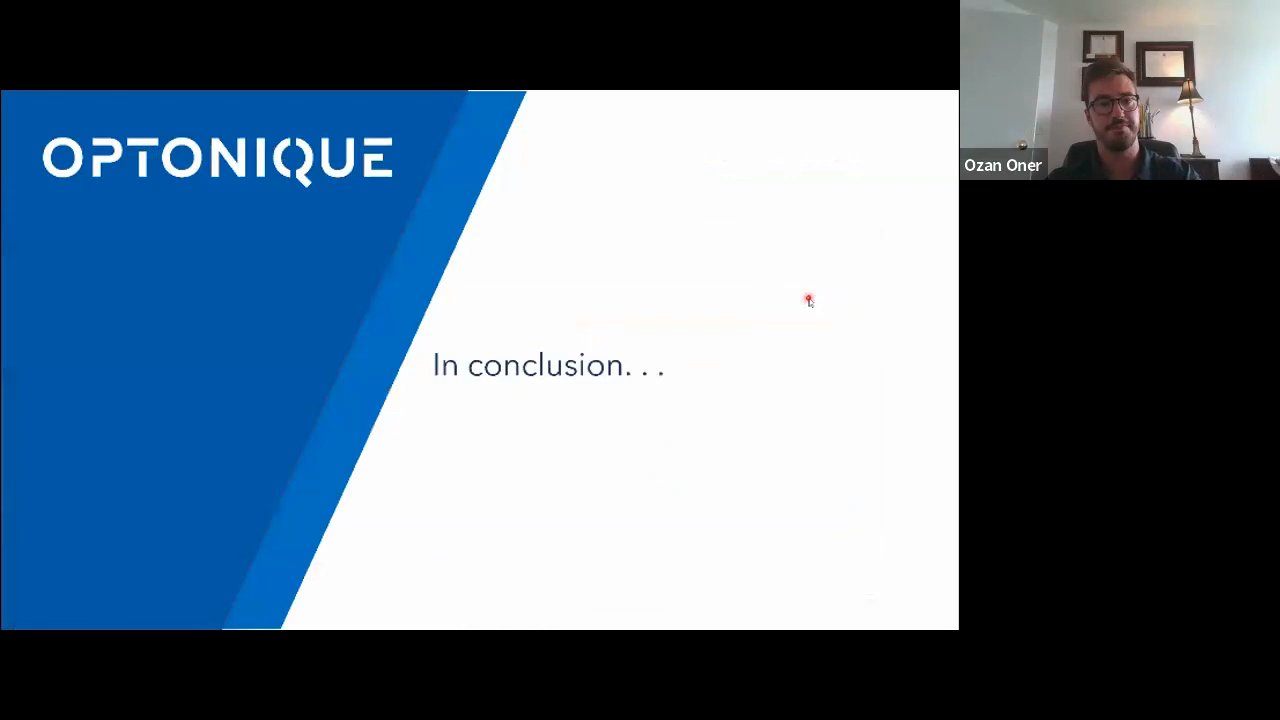 OPTONIQUE
In conclusion. . .
Ozan Oner